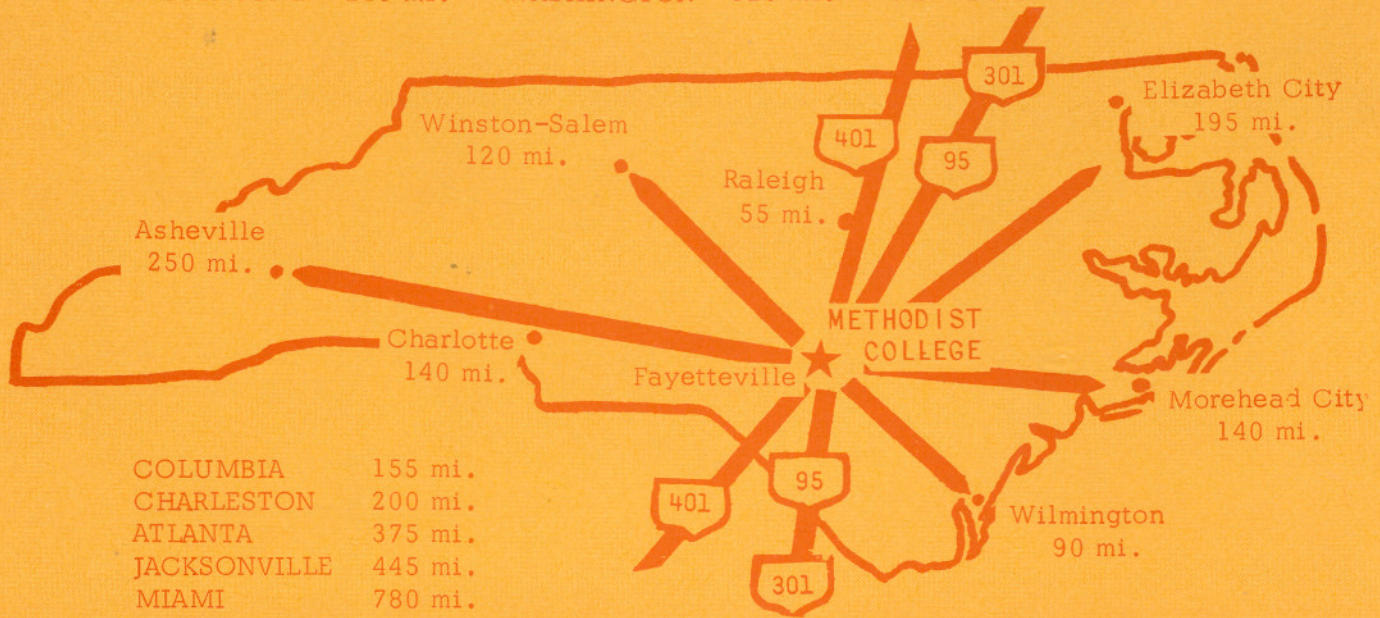 WASHINGTON
301
Elizabeth City
195 mi.
Winston-Salem
120 mi.
401
95
Raleigh
55 mi.
Asheville
250 mi.
METHODIST
COLLEGE
Charlotte
140 mi.
Fayetteville
Morehead City
140 mi.
COLUMBIA 155 mi.
CHARLESTON 200 mi.
ATLANTA 375 mi.
JACKSONVILLE 445 mi.
MIAMI 780 mi.
401
95
301
Wilmington
90 mi.